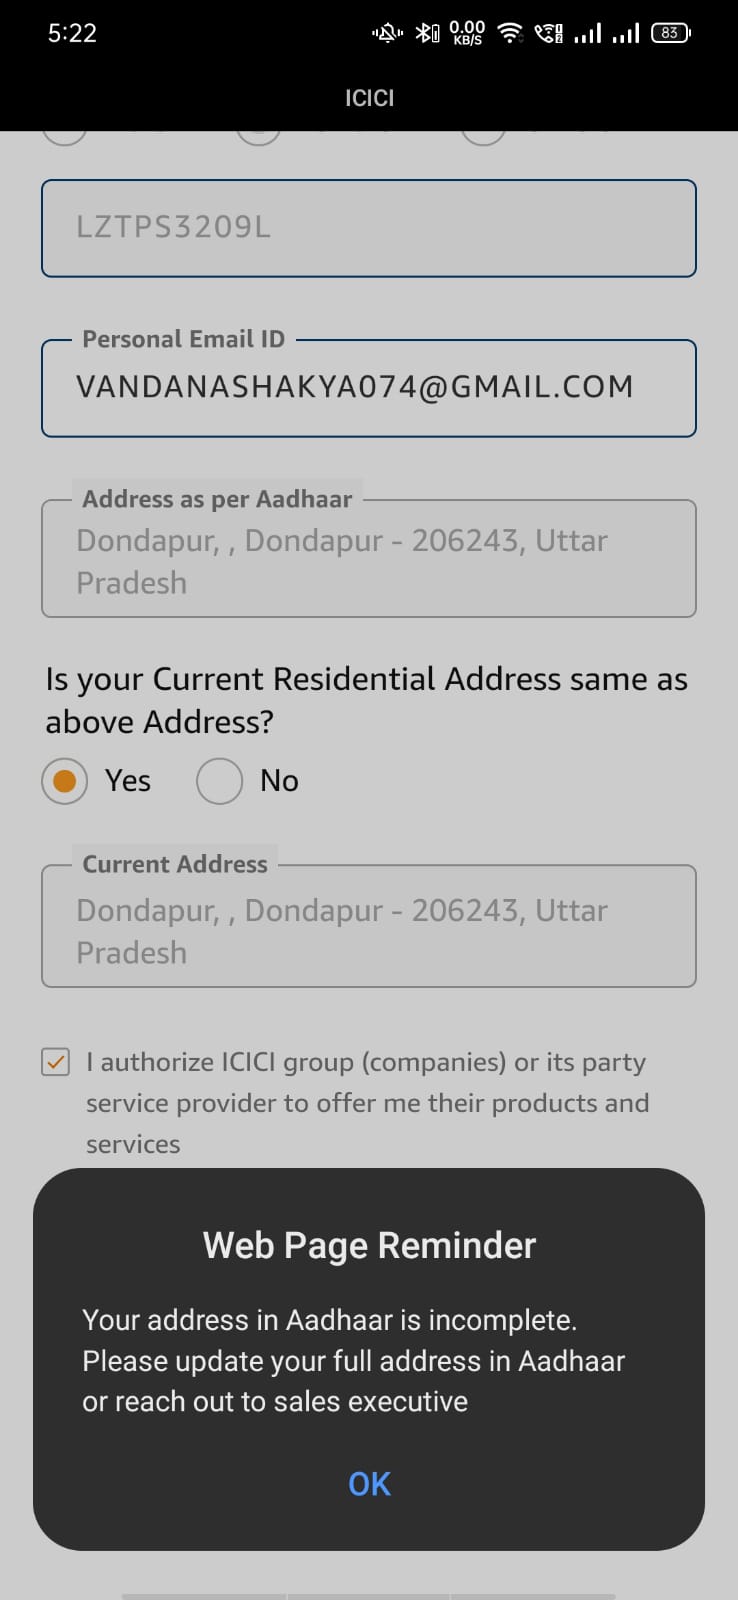 5:22
0.00
KB/S
83
ICICI
LZTPS3209L
Personal Email ID
VANDANASHAKYA074@GMAIL.COM
Address as per Aadhaar
Dondapur, , Dondapur - 206243, Uttar
Pradesh
Is your Current Residential Address same as
above Address?
Yes No
Current Address
Dondapur, , Dondapur - 206243, Uttar
Pradesh
I authorize ICICI group (companies) or its party
service provider to offer me their products and
services
Web Page Reminder
Your address in Aadhaar is incomplete.
Please update your full address in Aadhaar
or reach out to sales executive
OK